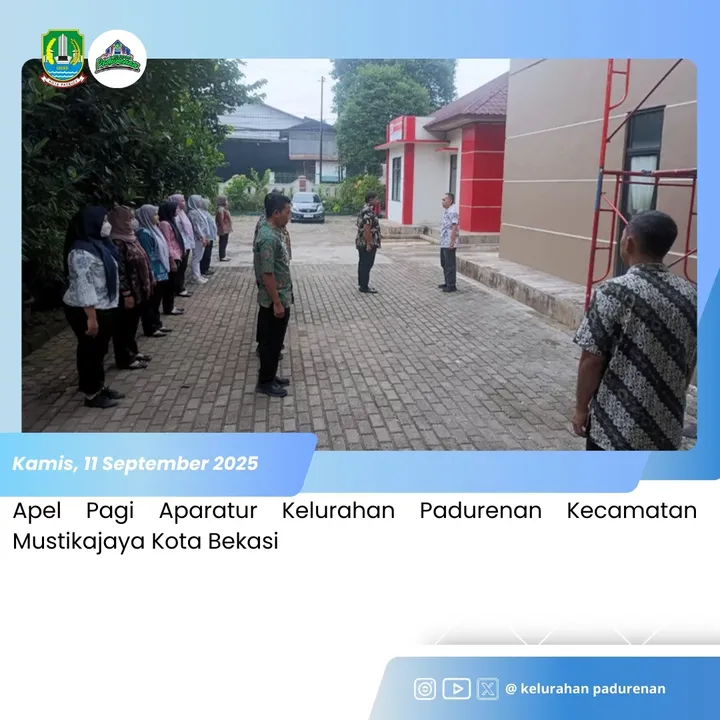 Kamis, 11 September 2025
Apel Pagi Aparatur Kelurahan Padurenan Kecamatan
Mustikajaya Kota Bekasi
@ kelurahan padurenan